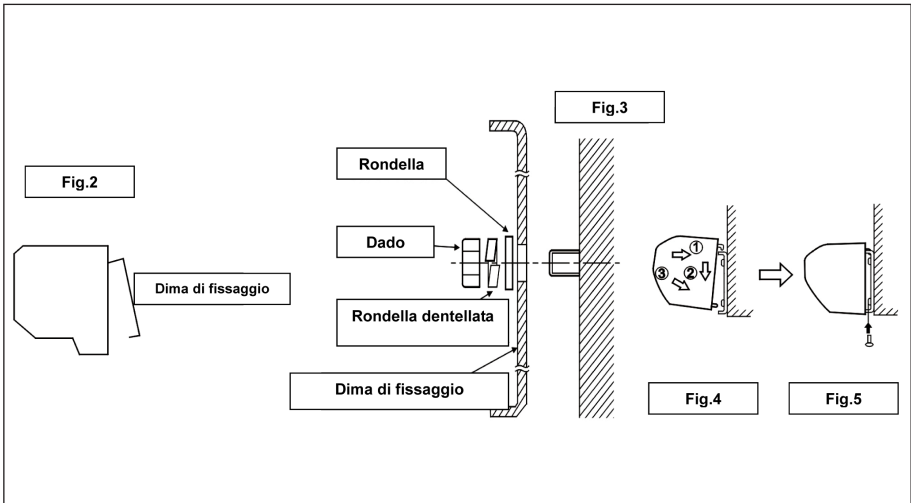 Fig.2
Dima di fissaggio
Fig.3
Rondella
Dado
Rondella dentellata
Dima di fissaggio
①
②
③
Fig.4
Fig.5